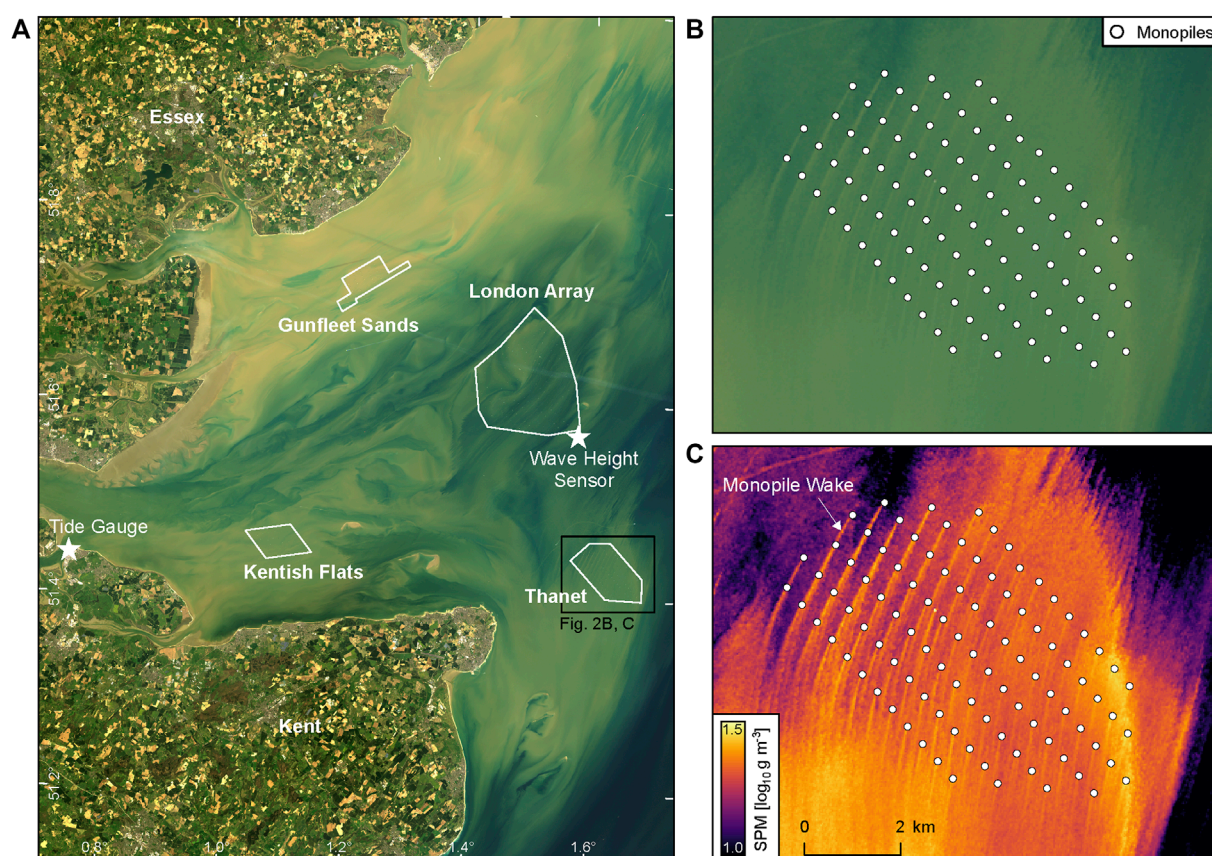 A
Essex
51.8°
London Array
Gunfleet Sands
51.6°
Wave Height
Sensor
Tide Gauge
Kentish Flats
51.4°
Thanet
Fig. 2B, C
Kent
51.2°
0.8°
1.0°
1.2°
1.4°
1.6°
B
Monopiles
C
Monopile Wake
1.5
SPM [log₁₀ g m⁻³]
1.0
0
2 km